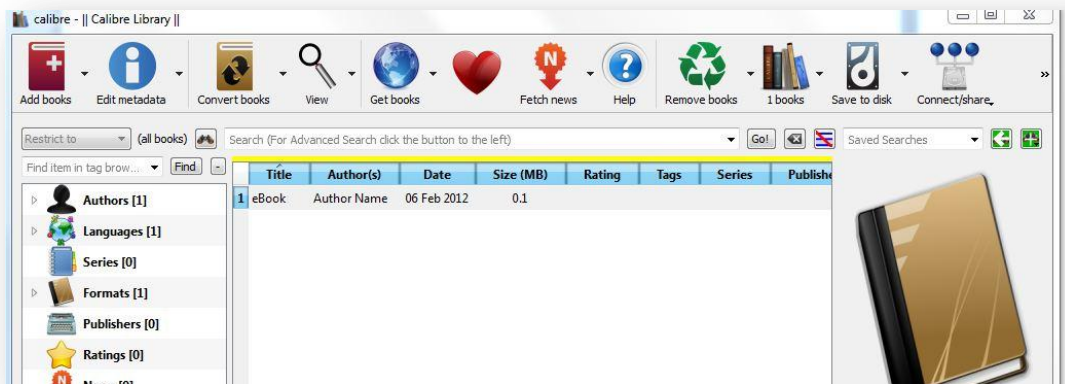 calibre - || Calibre Library ||
Add books
Edit metadata
Convert books
View
Get books
Fetch news
Help
Remove books
1 books
Save to disk
Connect/share
»
Restrict to
(all books)
Search (For Advanced Search click the button to the left)
Go!
Saved Searches
Find item in tag brow...
Find
-
Title Author(s) Date Size (MB) Rating Tags Series Publishe
1 eBook Author Name 06 Feb 2012 0.1
Authors [1]
Languages [1]
Series [0]
Formats [1]
Publishers [0]
Ratings [0]